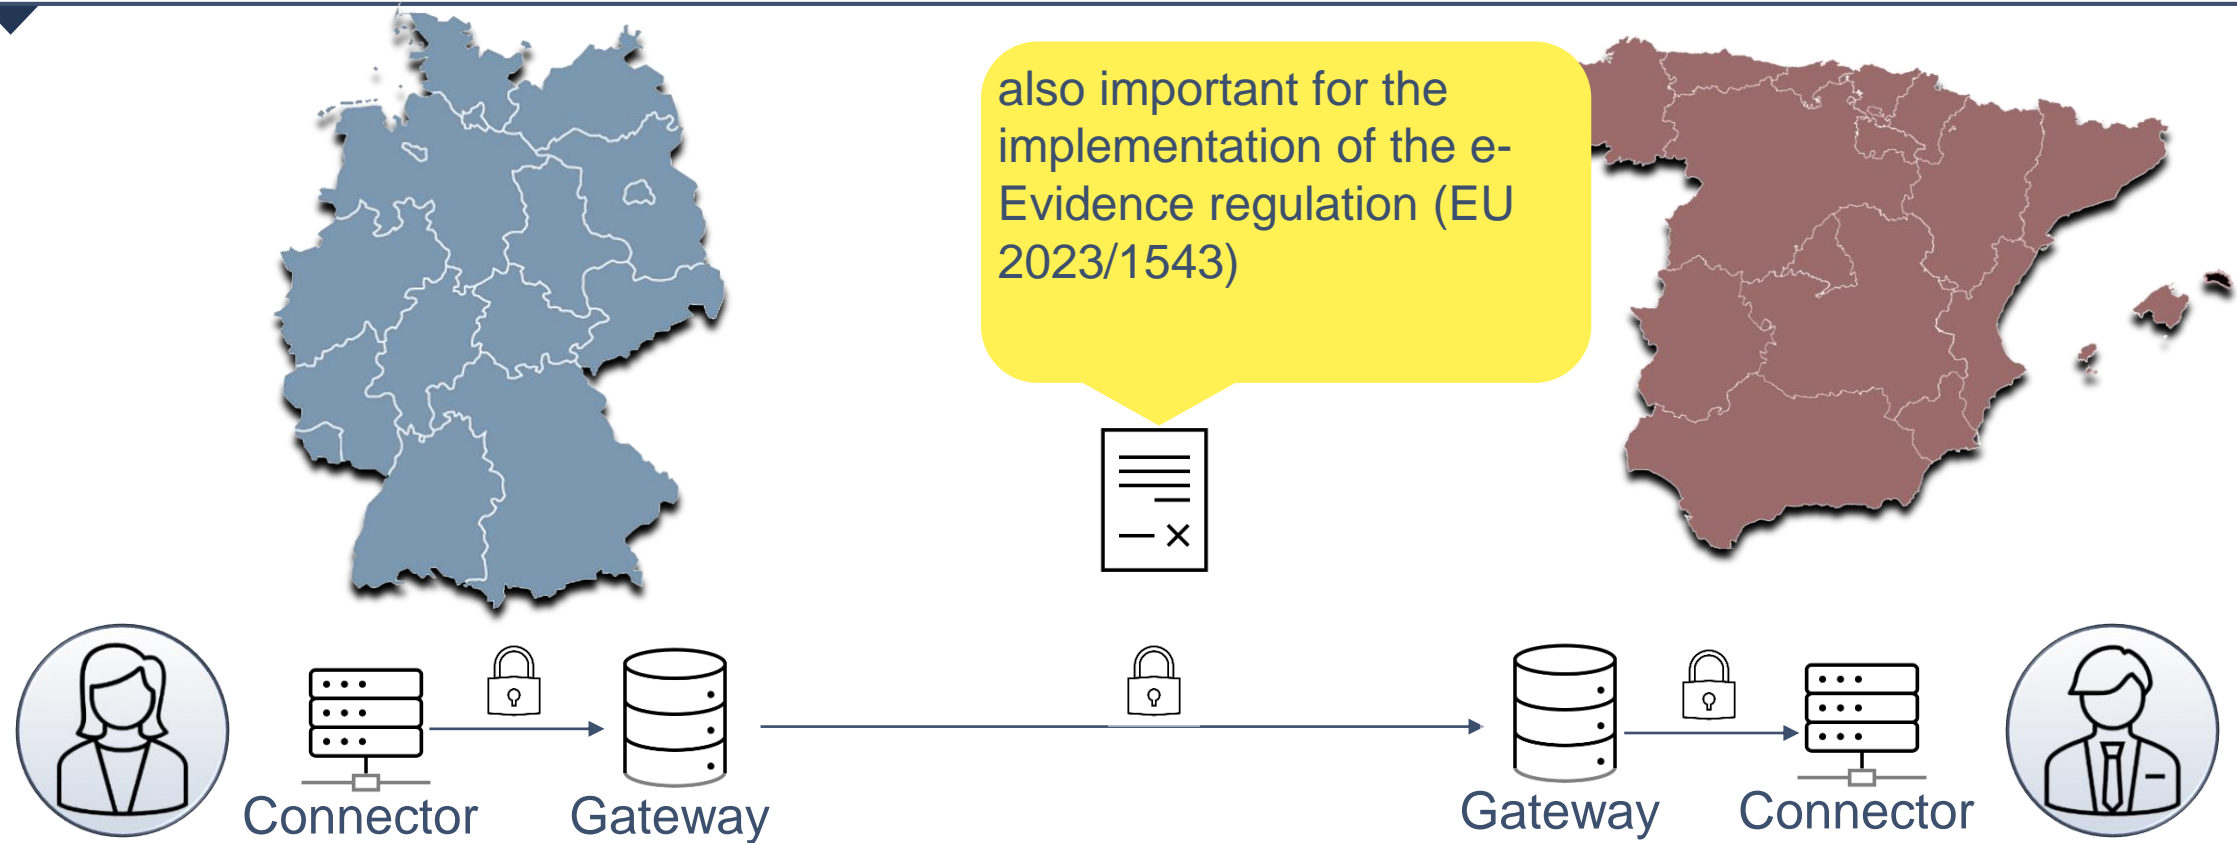 also important for the
implementation of the e-
Evidence regulation (EU
2023/1543)
Connector
Gateway
Gateway
Connector